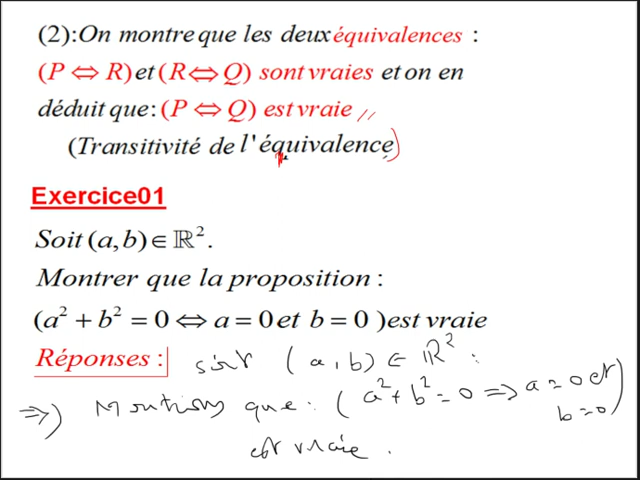 (2):On montre que les deux équivalences :
(P ⇔ R) et (R ⇔ Q) sont vraies et on en
déduit que: (P ⇔ Q) est vraie //
(Transitivité de l'équivalence)
Exercice01
Soit (a,b) ∈ ℝ².
Montrer que la proposition :
(a² + b² = 0 ⇔ a = 0 et b = 0 ) est vraie
Réponses : soit (a, b) ∈ ℝ² :
⇒) Montrons que : (a² + b² = 0 ⇒ a = 0 et
b = 0)
est vraie .